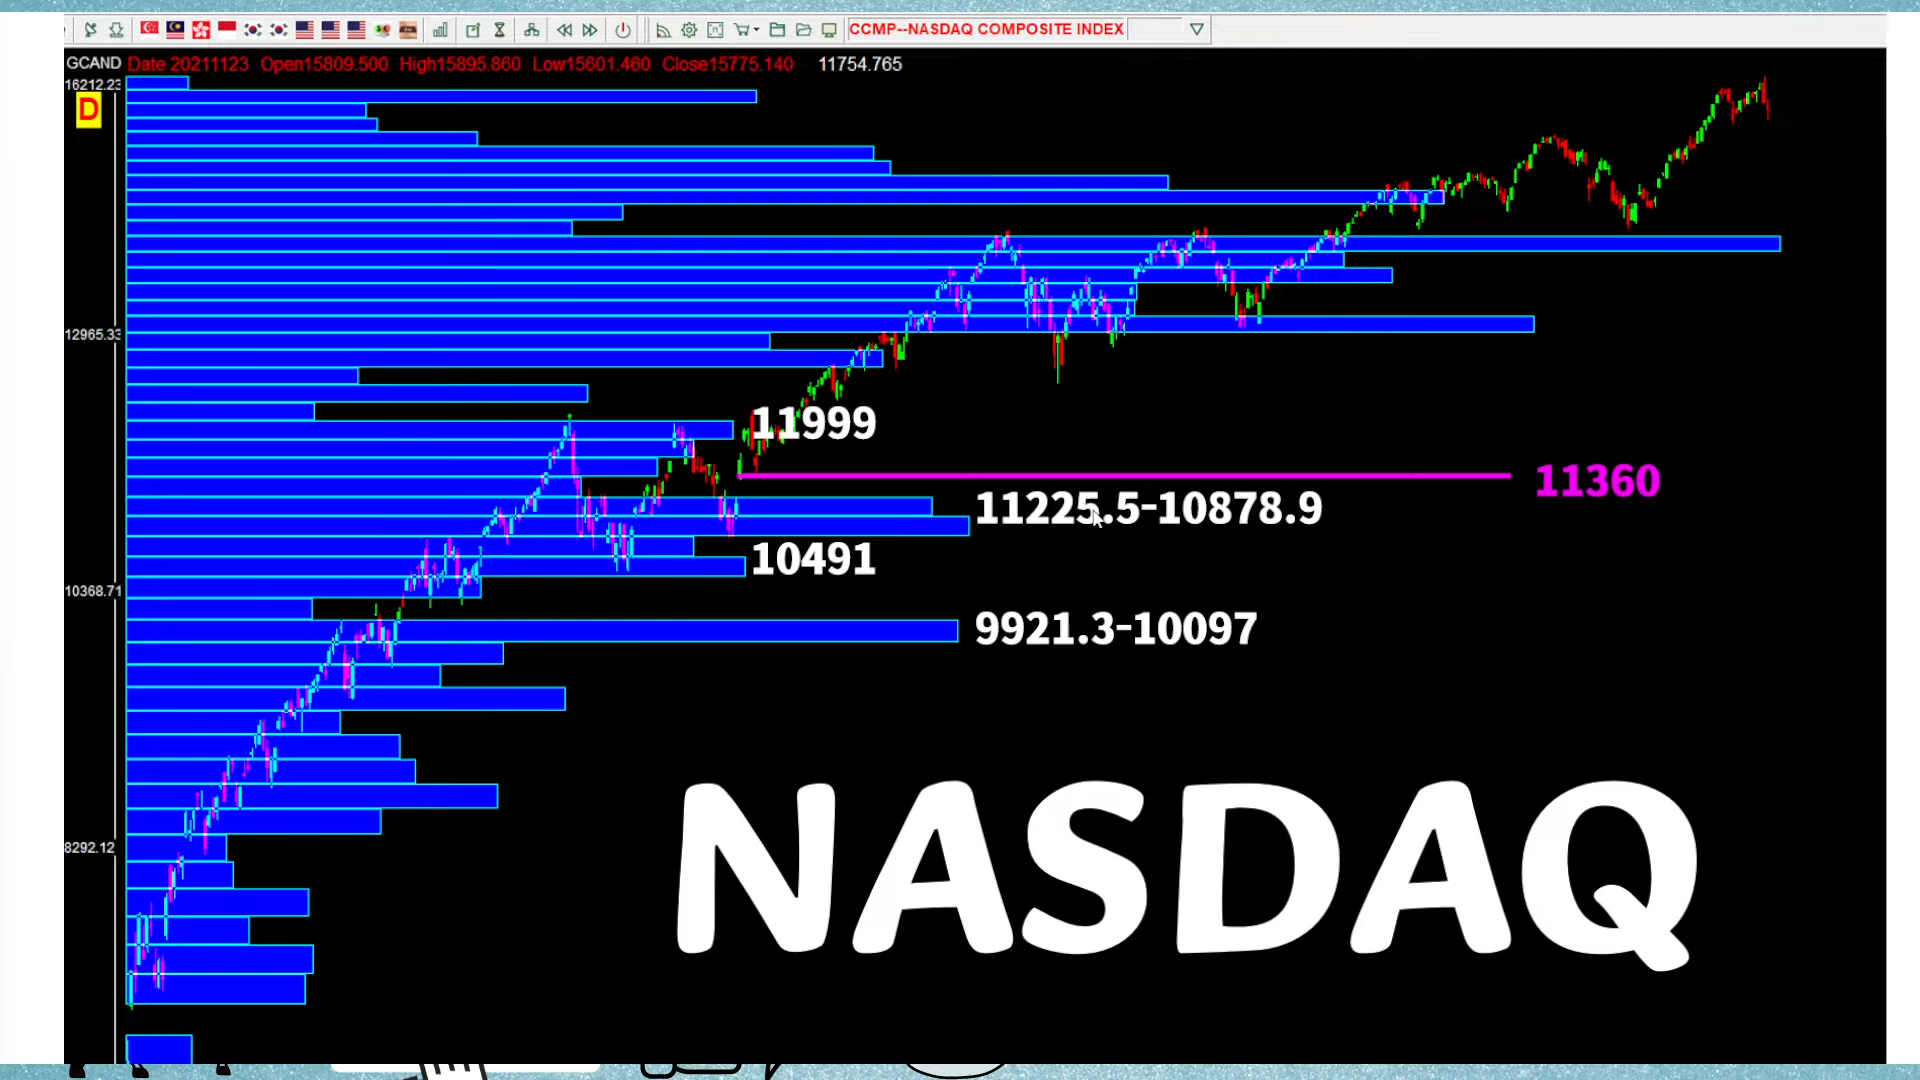 CCMP--NASDAQ COMPOSITE INDEX
GCAND Date 20211123 Open15809.500 High15895.860 Low15601.460 Close15775.140 11754.765
16212.23
D
12965.33
11999
11360
11225.5-10878.9
10491
10368.71
9921.3-10097
NASDAQ
8292.12